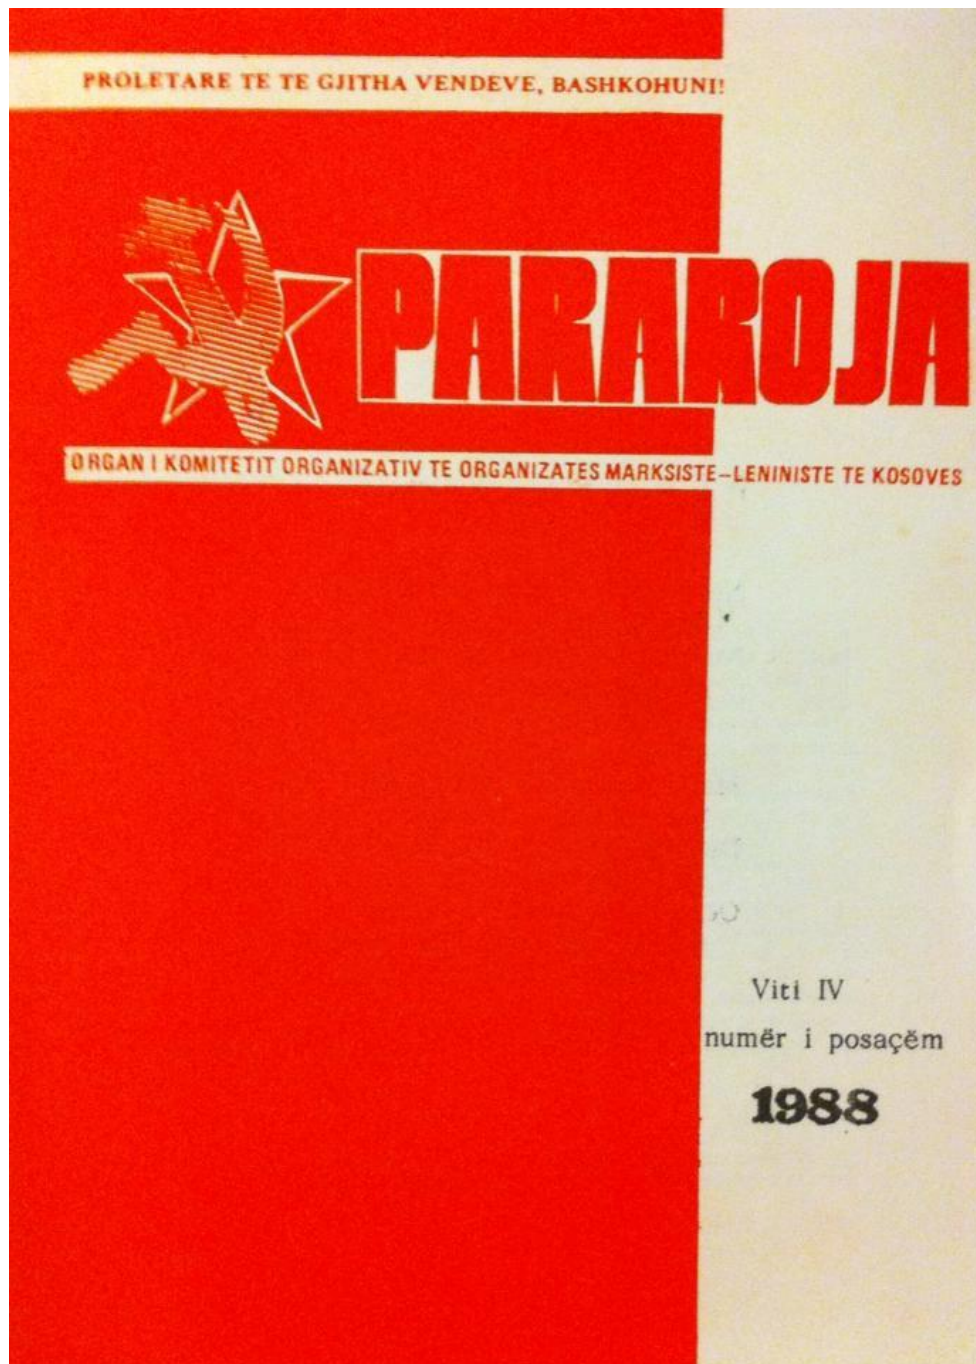 PROLETARE TE TE GJITHA VENDEVE, BASHKOHUNI!
PARAROJA
ORGAN I KOMITETIT ORGANIZATIV TE ORGANIZATES MARKSISTE-LENINISTE TE KOSOVES
Viti IV
numër i posaçëm
1988